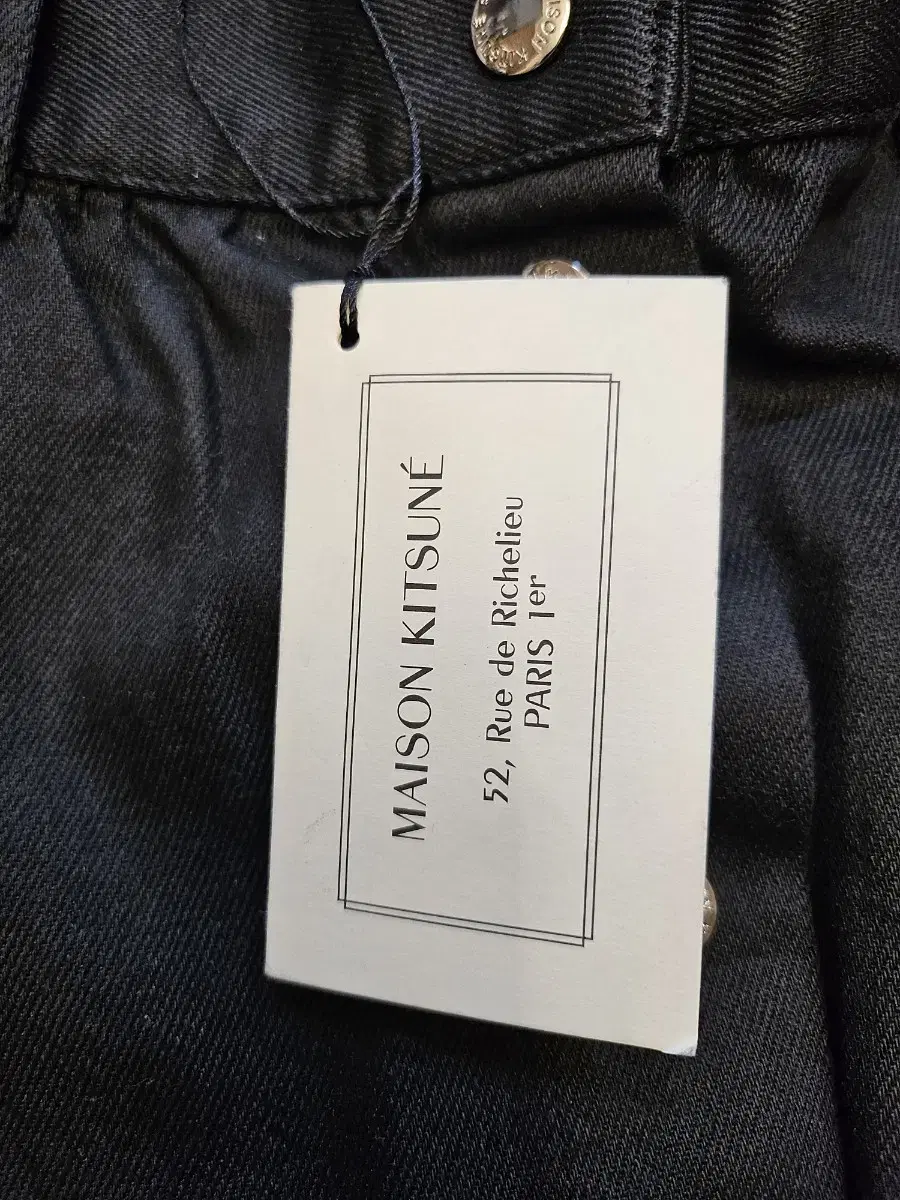 MAISON KITSUNÉ
52, Rue de Richelieu
PARIS 1er